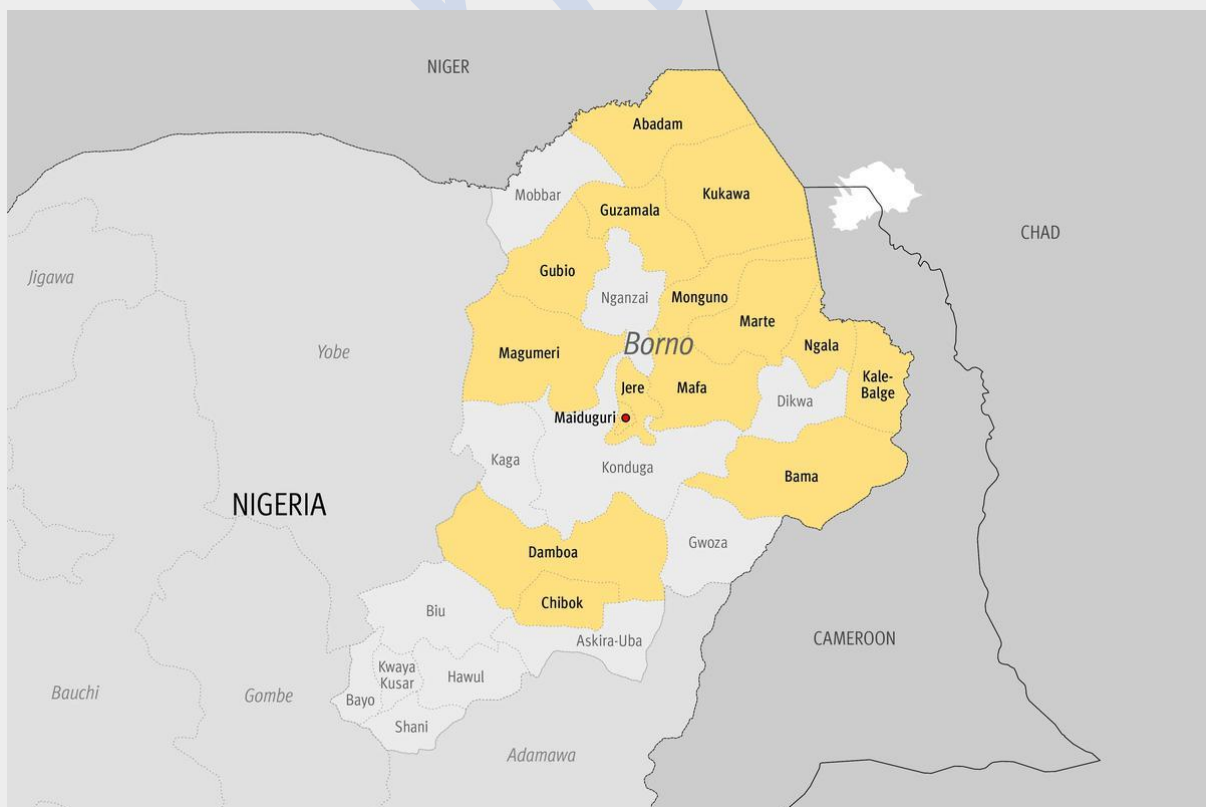 NIGER
Abadam
Mobbar
Kukawa
Guzamala
CHAD
Gubio
Jigawa
Nganzai
Monguno
Marte
Yobe
Borno
Ngala
Magumeri
Kale-
Balge
Jere
Mafa
Dikwa
Maiduguri
Kaga
Konduga
Bama
NIGERIA
Gwoza
Damboa
Chibok
Biu
Askira-Uba
CAMEROON
Kwaya
Kusar
Hawul
Bauchi
Gombe
Bayo
Shani
Adamawa